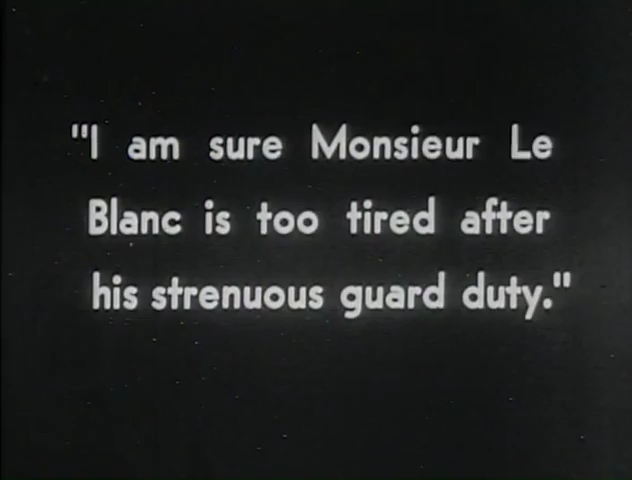 "I am sure Monsieur Le
Blanc is too tired after
his strenuous guard duty."